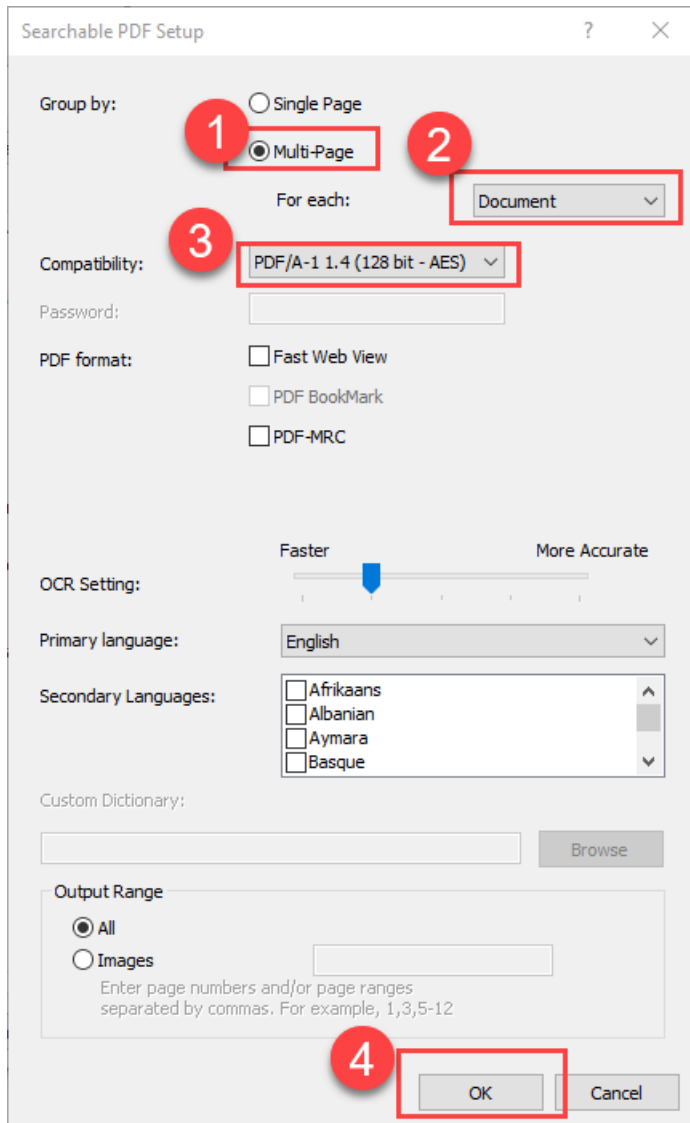 Searchable PDF Setup ?
Group by: Single Page
1 Multi-Page 2
For each: Document
3
Compatibility: PDF/A-1 1.4 (128 bit - AES)
Password:
PDF format: Fast Web View
PDF BookMark
PDF-MRC
Faster More Accurate
OCR Setting:
Primary language: English
Secondary Languages: Afrikaans
Albanian
Aymara
Basque
Custom Dictionary:
Browse
Output Range
All
Images
Enter page numbers and/or page ranges
separated by commas. For example, 1,3,5-12
4
OK Cancel